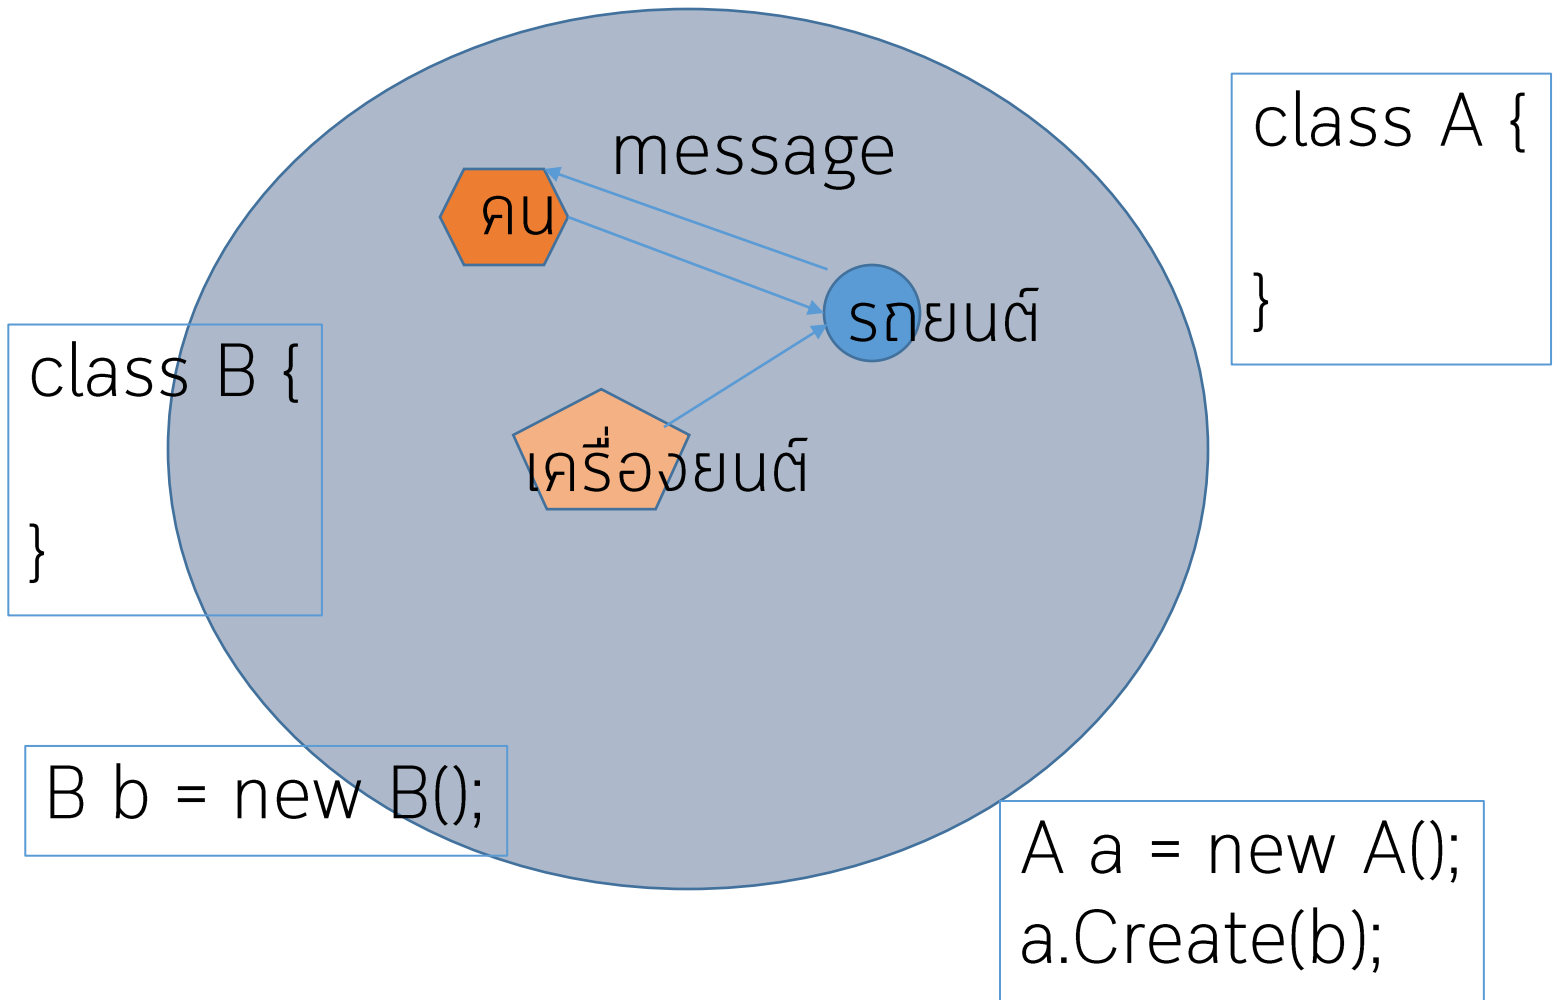 message
class A {
}
คน
รถยนต์
class B {
}
เครื่องยนต์
B b = new B();
A a = new A();
a.Create(b);